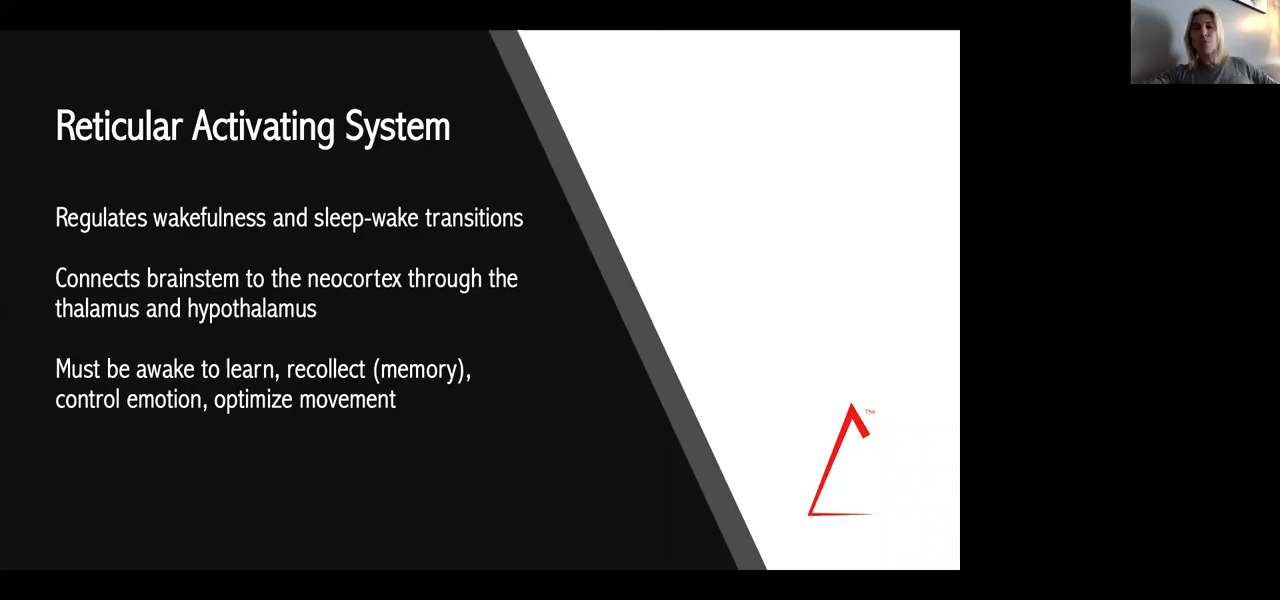 Reticular Activating System
Regulates wakefulness and sleep-wake transitions
Connects brainstem to the neocortex through the
thalamus and hypothalamus
Must be awake to learn, recollect (memory),
control emotion, optimize movement
TM